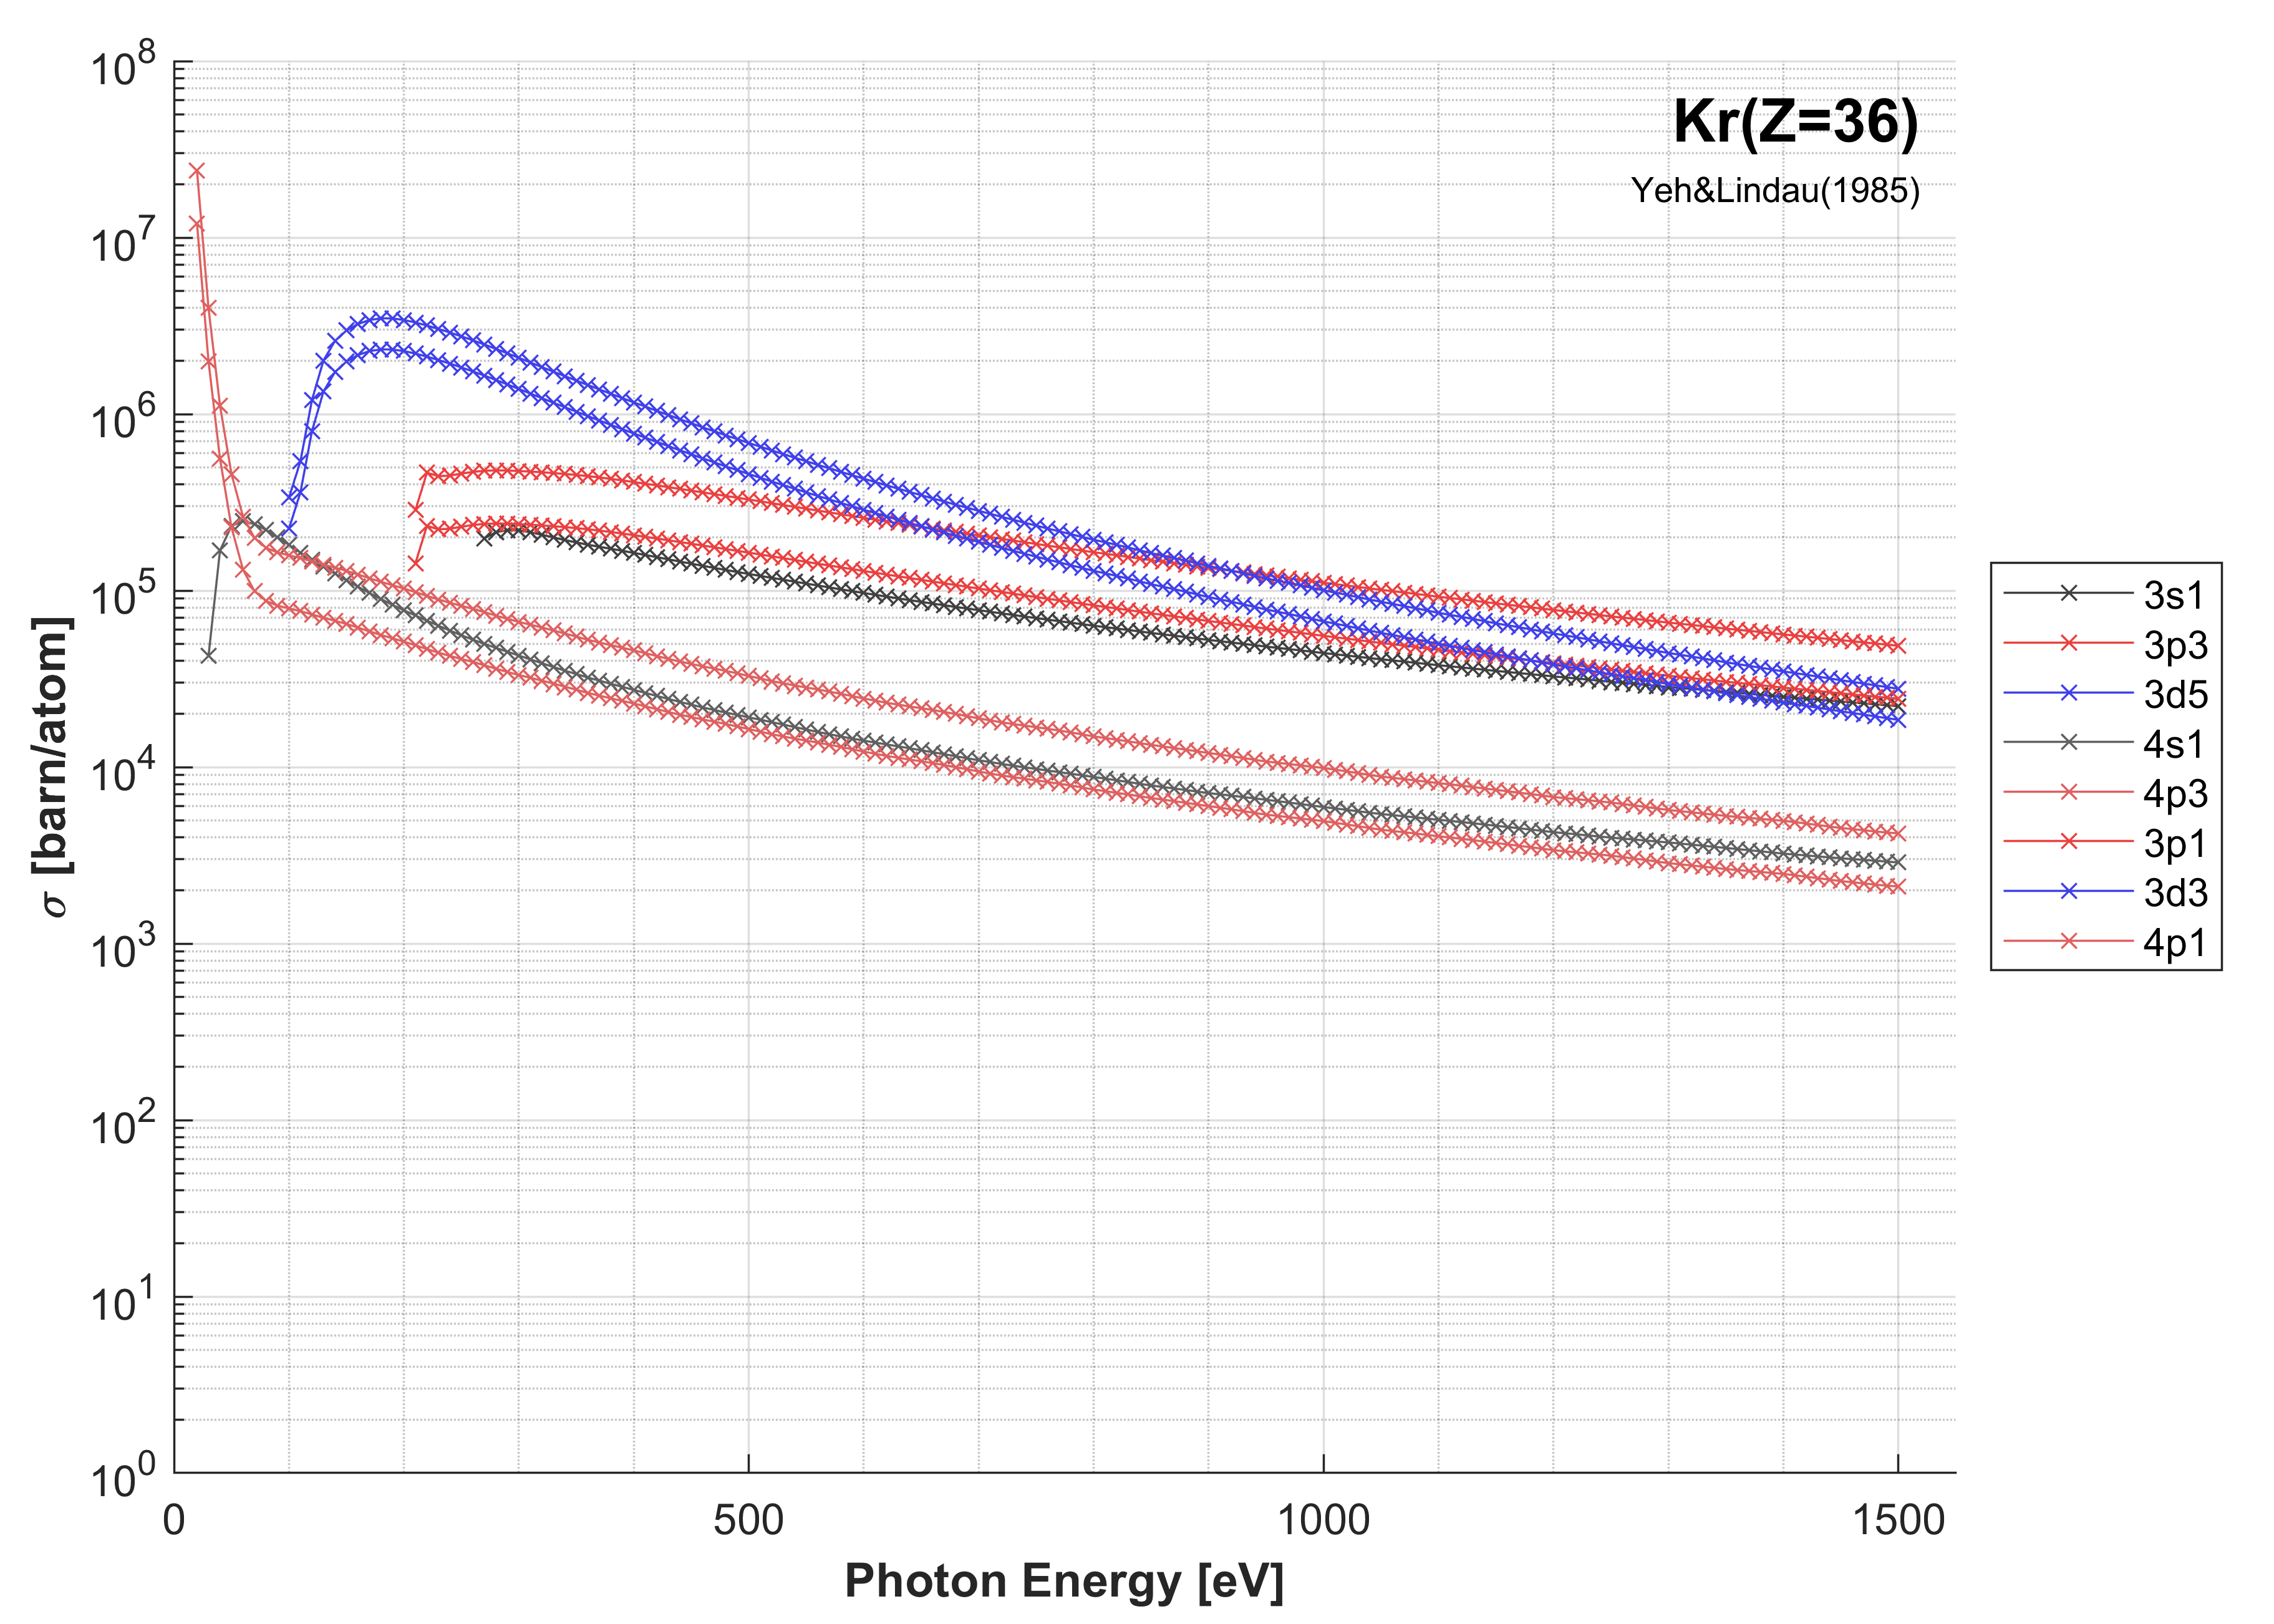 Kr(Z=36)
Yeh&Lindau(1985)
10^8
10^7
10^6
10^5
10^4
10^3
10^2
10^1
10^0
σ [barn/atom]
0
500
1000
1500
Photon Energy [eV]
3s1
3p3
3d5
4s1
4p3
3p1
3d3
4p1